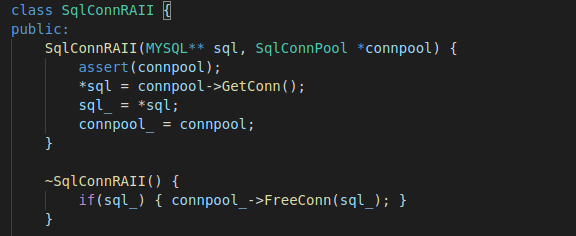 class SqlConnRAII {
public:
    SqlConnRAII(MYSQL** sql, SqlConnPool *connpool) {
        assert(connpool);
        *sql = connpool->GetConn();
        sql_ = *sql;
        connpool_ = connpool;
    }

    ~SqlConnRAII() {
        if(sql_) { connpool_->FreeConn(sql_); }
    }